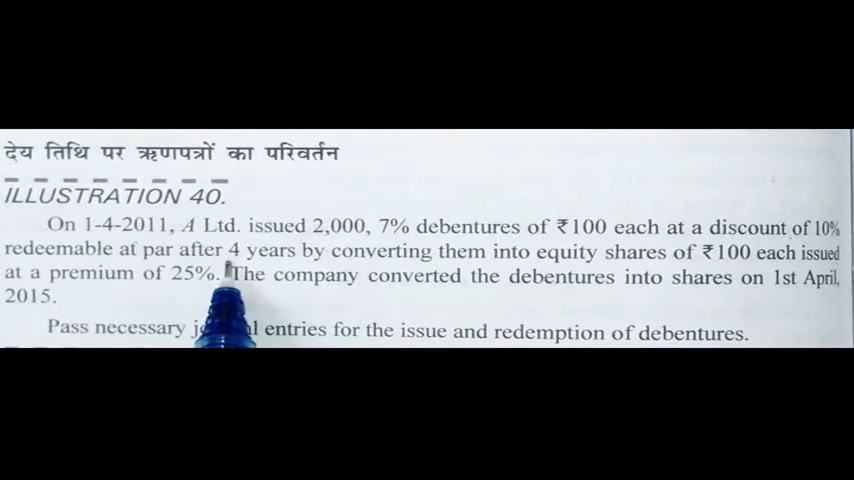 देय तिथि पर ऋणपत्रों का परिवर्तन
ILLUSTRATION 40.
On 1-4-2011, A Ltd. issued 2,000, 7% debentures of ₹100 each at a discount of 10%
redeemable at par after 4 years by converting them into equity shares of ₹100 each issued
at a premium of 25%. The company converted the debentures into shares on 1st April,
2015.
Pass necessary entries for the issue and redemption of debentures.